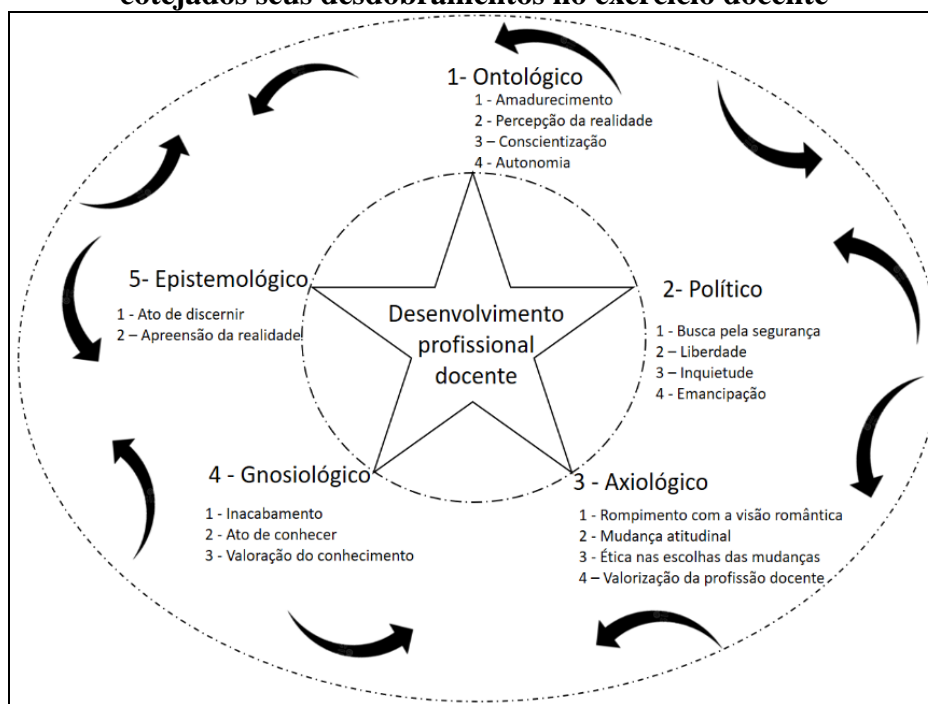 cotejados seus desdobramentos no exercício docente
1- Ontológico
1 - Amadurecimento
2 - Percepção da realidade
3 – Conscientização
4 - Autonomia
5- Epistemológico
1 - Ato de discernir
2 – Apreensão da realidade
Desenvolvimento
profissional
docente
2- Político
1 - Busca pela segurança
2 – Liberdade
3 – Inquietude
4 - Emancipação
4 - Gnosiológico
1 - Inacabamento
2 - Ato de conhecer
3 - Valoração do conhecimento
3 - Axiológico
1 - Rompimento com a visão romântica
2 - Mudança atitudinal
3 - Ética nas escolhas das mudanças
4 – Valorização da profissão docente